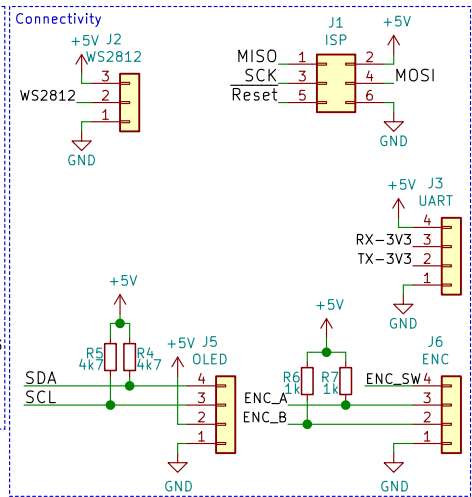 Connectivity
+5V
J2
WS2812
3
WS2812
2
1
GND
J1
ISP
+5V
MISO
1
2
SCK
3
4
MOSI
Reset
5
6
GND
+5V
J3
UART
4
RX-3V3
3
TX-3V3
2
1
GND
+5V
R5
4k7
R4
4k7
+5V
J5
OLED
SDA
4
SCL
3
2
1
GND
+5V
R6
1k
R7
1k
J6
ENC
ENC_SW
4
ENC_A
3
ENC_B
2
1
GND